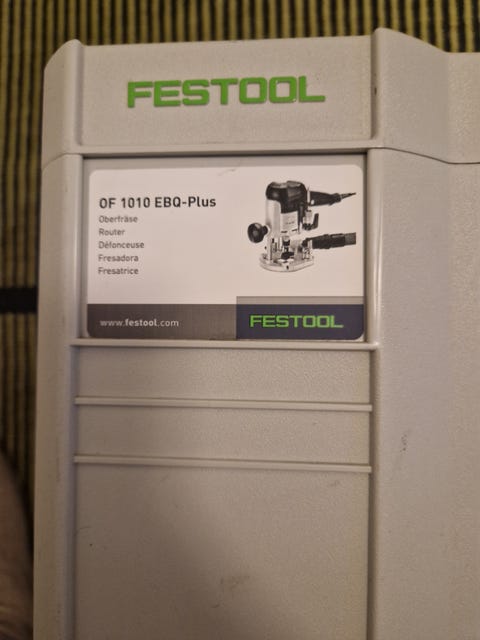 FESTOOL
OF 1010 EBQ-Plus
Oberfräse
Router
Défonceuse
Fresadora
Fresatrice
www.festool.com
FESTOOL